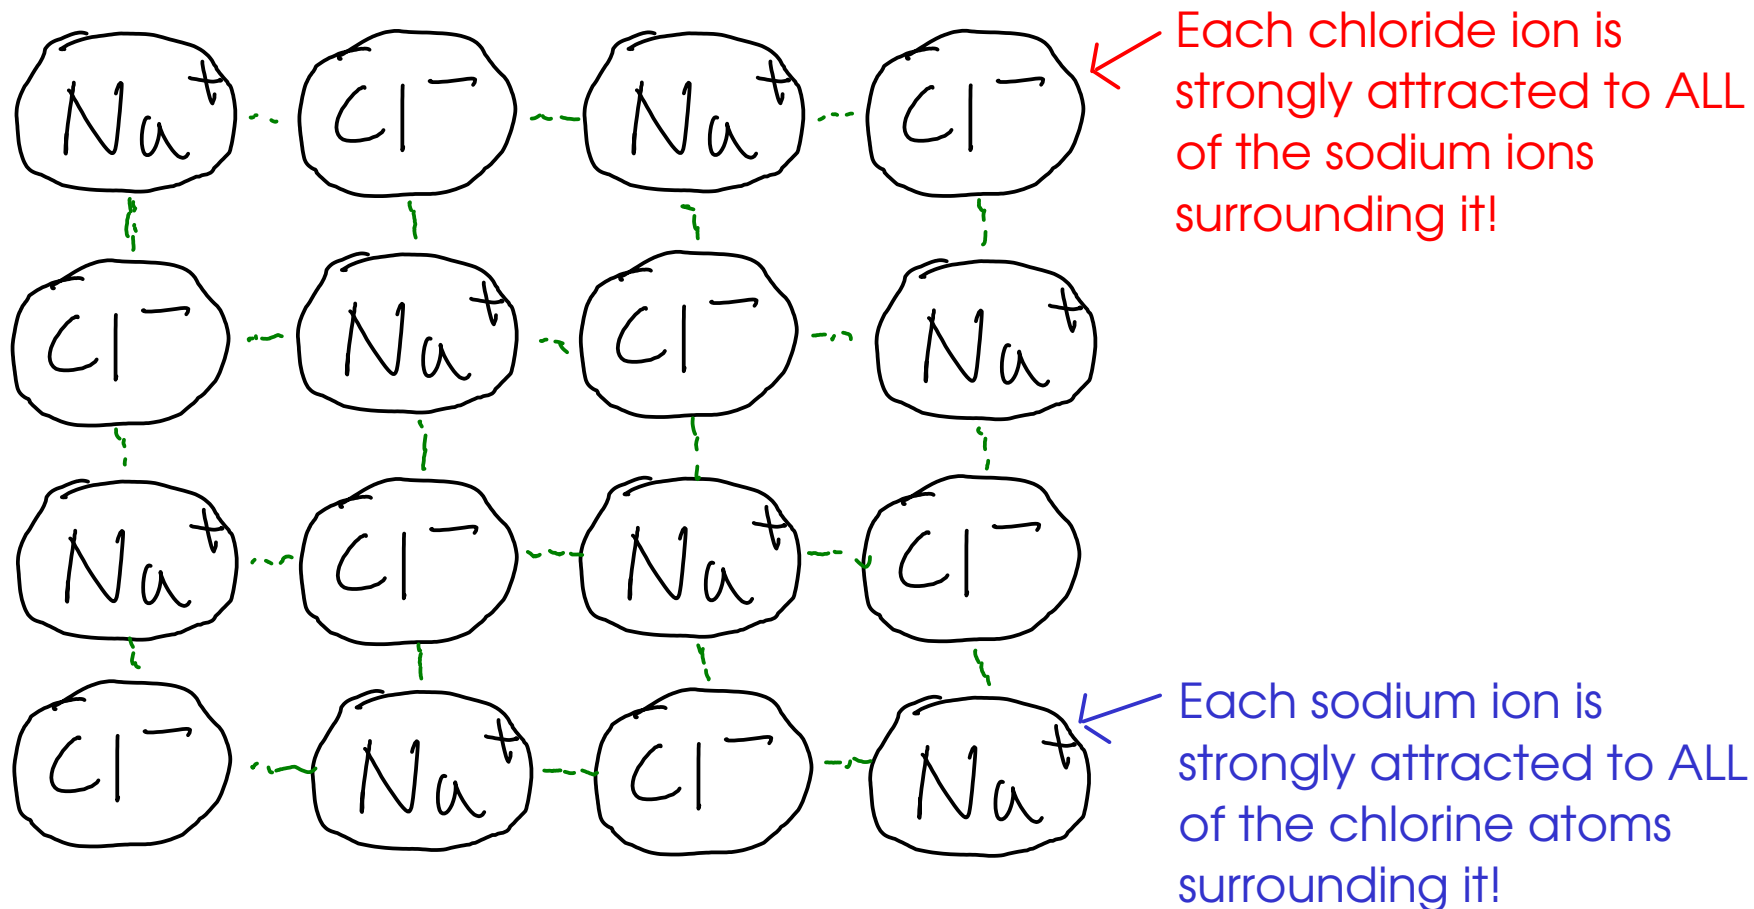 Na+ Cl− Na+ Cl−
Each chloride ion is
strongly attracted to ALL
of the sodium ions
surrounding it!
Cl− Na+ Cl− Na+
Na+ Cl− Na+ Cl−
Cl− Na+ Cl− Na+
Each sodium ion is
strongly attracted to ALL
of the chlorine atoms
surrounding it!